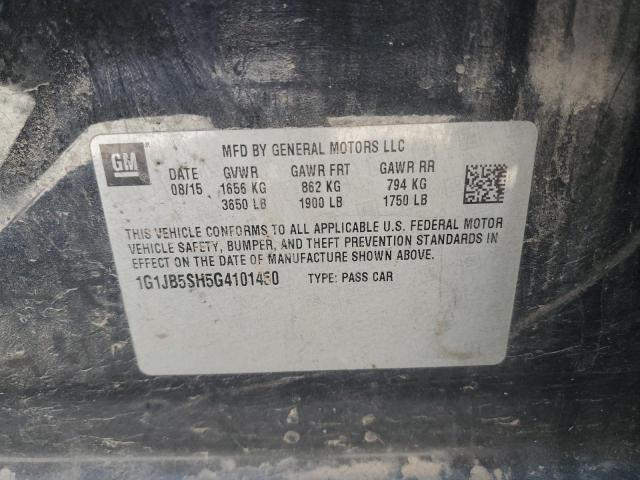 GM
MFD BY GENERAL MOTORS LLC
DATE GVWR GAWR FRT GAWR RR
08/15 1656 KG 862 KG 794 KG
3650 LB 1900 LB 1750 LB
THIS VEHICLE CONFORMS TO ALL APPLICABLE U.S. FEDERAL MOTOR
VEHICLE SAFETY, BUMPER, AND THEFT PREVENTION STANDARDS IN
EFFECT ON THE DATE OF MANUFACTURE SHOWN ABOVE.
1G1JB5SH5G4101430 TYPE: PASS CAR